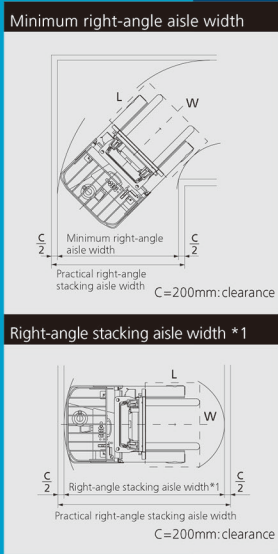 Minimum right-angle aisle width
L
W
C
2
Minimum right-angle
aisle width
C
2
Practical right-angle
stacking aisle width
C=200mm:clearance
Right-angle stacking aisle width *1
L
W
C
2
Right-angle stacking aisle width*1
C
2
Practical right-angle stacking aisle width
C=200mm:clearance